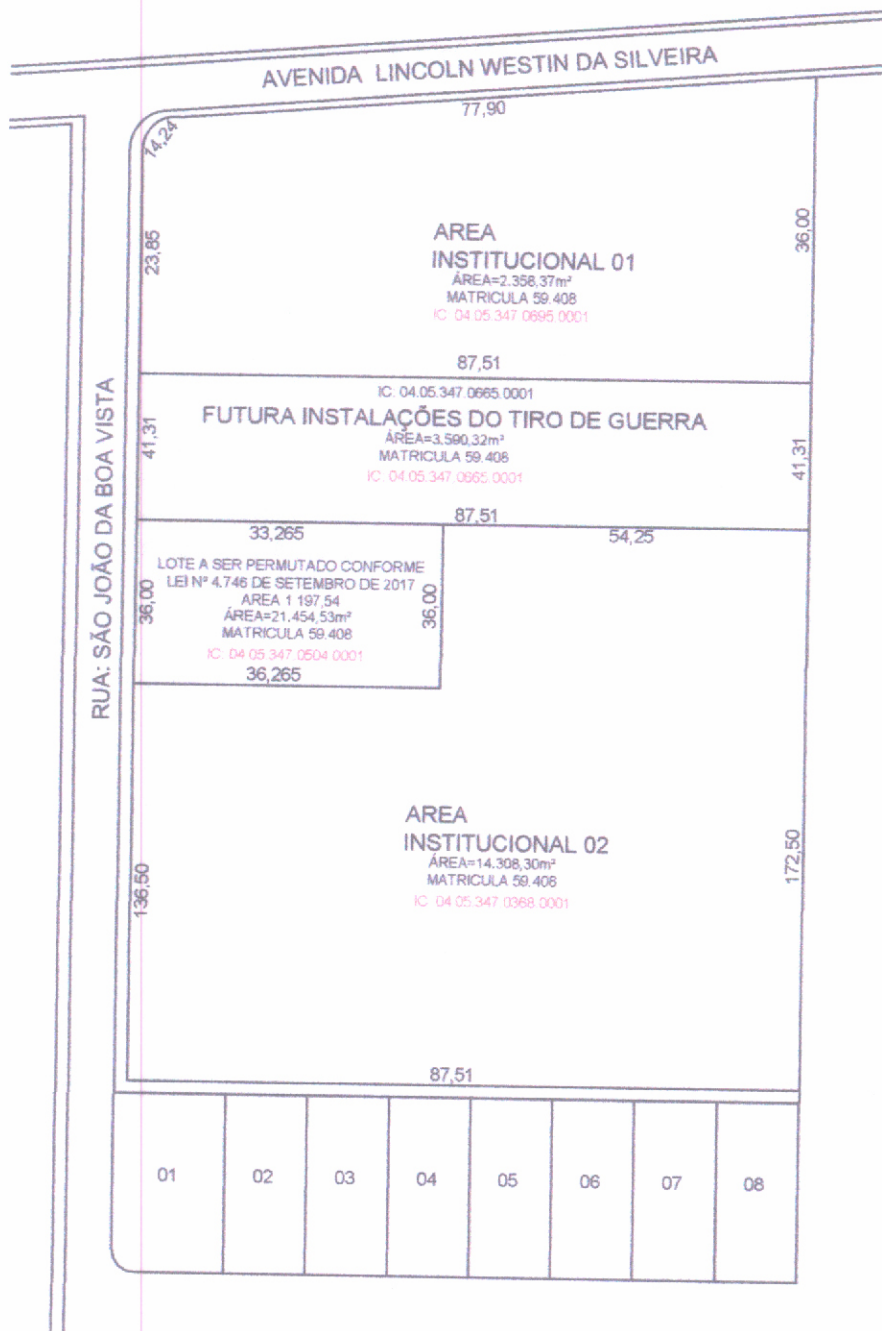 AVENIDA LINCOLN WESTIN DA SILVEIRA
77,90
14,24
23,85
36,00
AREA
INSTITUCIONAL 01
ÁREA=2.358,37m²
MATRICULA 59.408
IC. 04.05.347.0695.0001
87,51
IC. 04.05.347.0665.0001
FUTURA INSTALAÇÕES DO TIRO DE GUERRA
ÁREA=3.590,32m²
MATRICULA 59.408
IC. 04.05.347.0665.0001
41,31
41,31
87,51
RUA: SÃO JOÃO DA BOA VISTA
33,265
54,25
LOTE A SER PERMUTADO CONFORME
LEI Nº 4.746 DE SETEMBRO DE 2017
AREA 1 197,54
ÁREA=21.454,53m²
MATRICULA 59.408
IC. 04.05.347.0504.0001
36,00
36,00
36,265
AREA
INSTITUCIONAL 02
ÁREA=14.308,30m²
MATRICULA 59.408
IC. 04.05.347.0368.0001
136,50
172,50
87,51
01 02 03 04 05 06 07 08